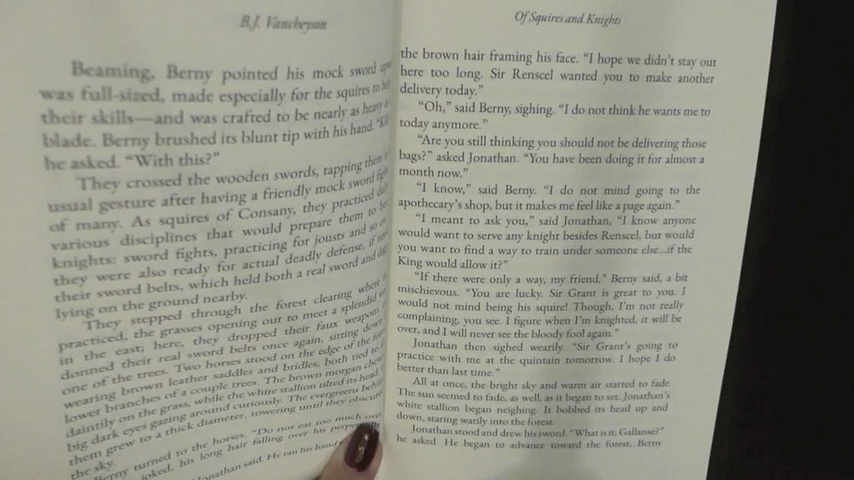 B.J. Vancheyson
Beaming, Berny pointed his mock sword
was full-sized, made especially for the squires to
their skills—and was crafted to be nearly as heavy
blade. Berny brushed its blunt tip with his hand.
he asked. “With this?”
They crossed the wooden swords, tapping them
usual gesture after having a friendly mock sword
of many. As squires of Consany, they practiced
various disciplines that would prepare them to
knights: sword fights, practicing for jousts and so
they were also ready for actual deadly defense, if
their sword belts, which held both a real sword and
lying on the ground nearby.
They stepped through the forest clearing where
practiced, the grasses opening out to meet a splendid
in the east; here, they dropped their faux weapons
donned their real sword belts once again, sitting down
one of the trees. Two horses stood on the edge of the
wearing brown leather saddles and bridles, both tied to
lower branches of a couple trees. The brown morgan
daintily on the grass, while the white stallion tilted its head,
big dark eyes gazing around curiously. The evergreens
them grew to a thick diameter, towering until they obscured
the sky.
Berny turned to the horses. “Do not eat too much
joked, his long hair falling over his
Jonathan said. He ran his hand
Of Squires and Knights
the brown hair framing his face. “I hope we didn’t stay out
here too long. Sir Renscel wanted you to make another
delivery today.”
“Oh,” said Berny, sighing. “I do not think he wants me to
today anymore.”
“Are you still thinking you should not be delivering those
bags?” asked Jonathan. “You have been doing it for almost a
month now.”
“I know,” said Berny. “I do not mind going to the
apothecary’s shop, but it makes me feel like a page again.”
“I meant to ask you,” said Jonathan, “I know anyone
would want to serve any knight besides Renscel, but would
you want to find a way to train under someone else...if the
King would allow it?”
“If there were only a way, my friend,” Berny said, a bit
mischievous. “You are lucky. Sir Grant is great to you. I
would not mind being his squire! Though, I’m not really
complaining, you see. I figure when I’m knighted, it will be
over, and I will never see the bloody fool again.”
Jonathan then sighed wearily. “Sir Grant’s going to
practice with me at the quintain tomorrow. I hope I do
better than last time.”
All at once, the bright sky and warm air started to fade.
The sun seemed to fade, as well, as it began to set. Jonathan’s
white stallion began neighing. It bobbed its head up and
down, staring warily into the forest.
Jonathan stood and drew his sword. “What is it, Gallanse?”
he asked. He began to advance toward the forest. Berny